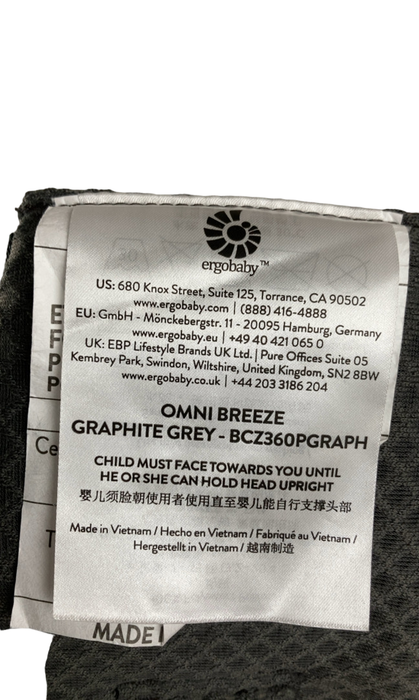 ergobaby™
US: 680 Knox Street, Suite 125, Torrance, CA 90502
www.ergobaby.com | (888) 416-4888
EU: GmbH - Mönckebergstr. 11 - 20095 Hamburg, Germany
www.ergobaby.eu | +49 40 421 065 0
UK: EBP Lifestyle Brands UK Ltd. | Pure Offices Suite 05
Kembrey Park, Swindon, Wiltshire, United Kingdom, SN2 8BW
www.ergobaby.co.uk | +44 203 3186 204
OMNI BREEZE
GRAPHITE GREY - BCZ360PGRAPH
CHILD MUST FACE TOWARDS YOU UNTIL
HE OR SHE CAN HOLD HEAD UPRIGHT
婴儿须脸朝使用者使用直至婴儿能自行支撑头部
Made in Vietnam / Hecho en Vietnam / Fabriqué au Vietnam /
Hergestellt in Vietnam / 越南制造
E
F
P
P
Ce
T
MADE I